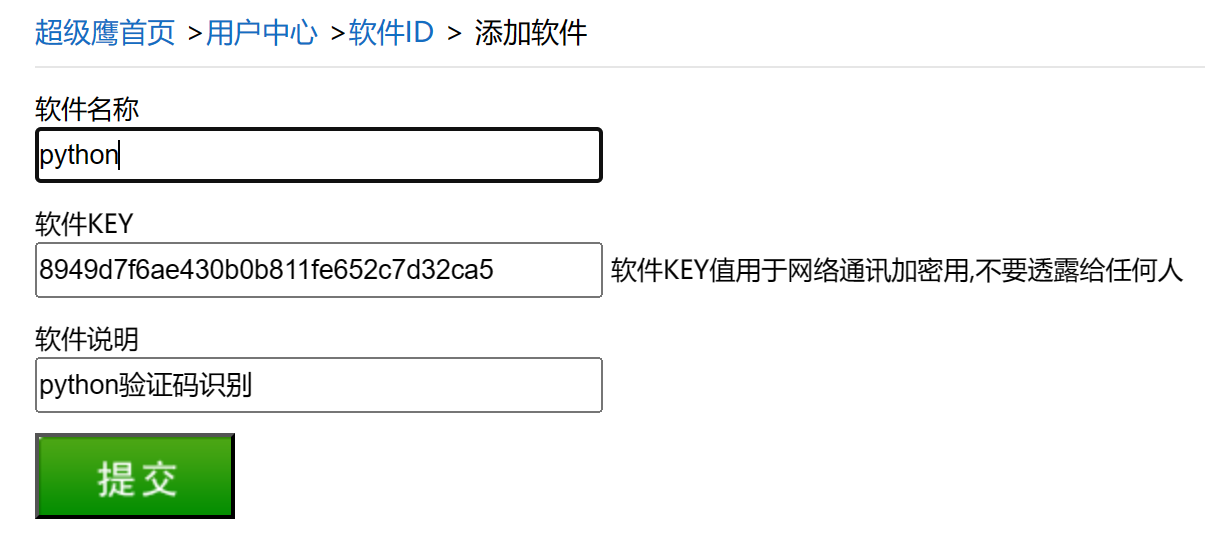 超级鹰首页 >用户中心 >软件ID > 添加软件
软件名称
python
软件KEY
8949d7f6ae430b0b811fe652c7d32ca5 软件KEY值用于网络通讯加密用,不要透露给任何人
软件说明
python验证码识别
提交